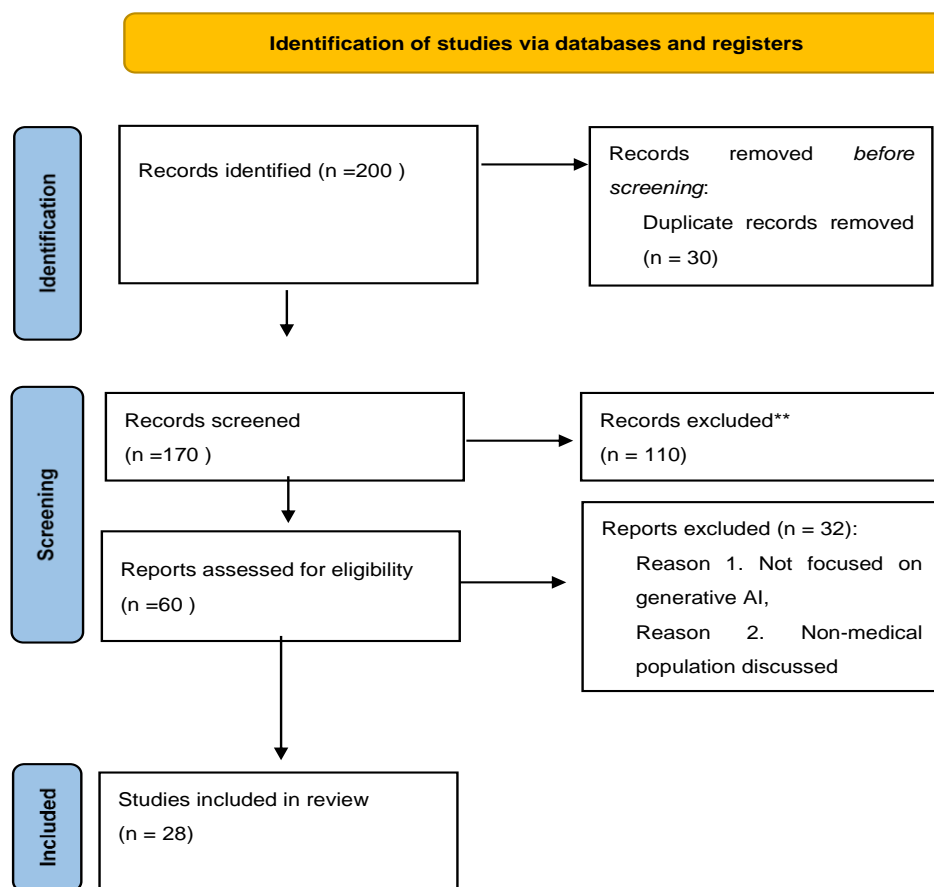 Identification of studies via databases and registers
Identification
Records identified (n =200 )
Records removed before
screening:
Duplicate records removed
(n = 30)
Screening
Records screened
(n =170 )
Records excluded**
(n = 110)
Reports assessed for eligibility
(n =60 )
Reports excluded (n = 32):
Reason 1. Not focused on
generative AI,
Reason 2. Non-medical
population discussed
Included
Studies included in review
(n = 28)